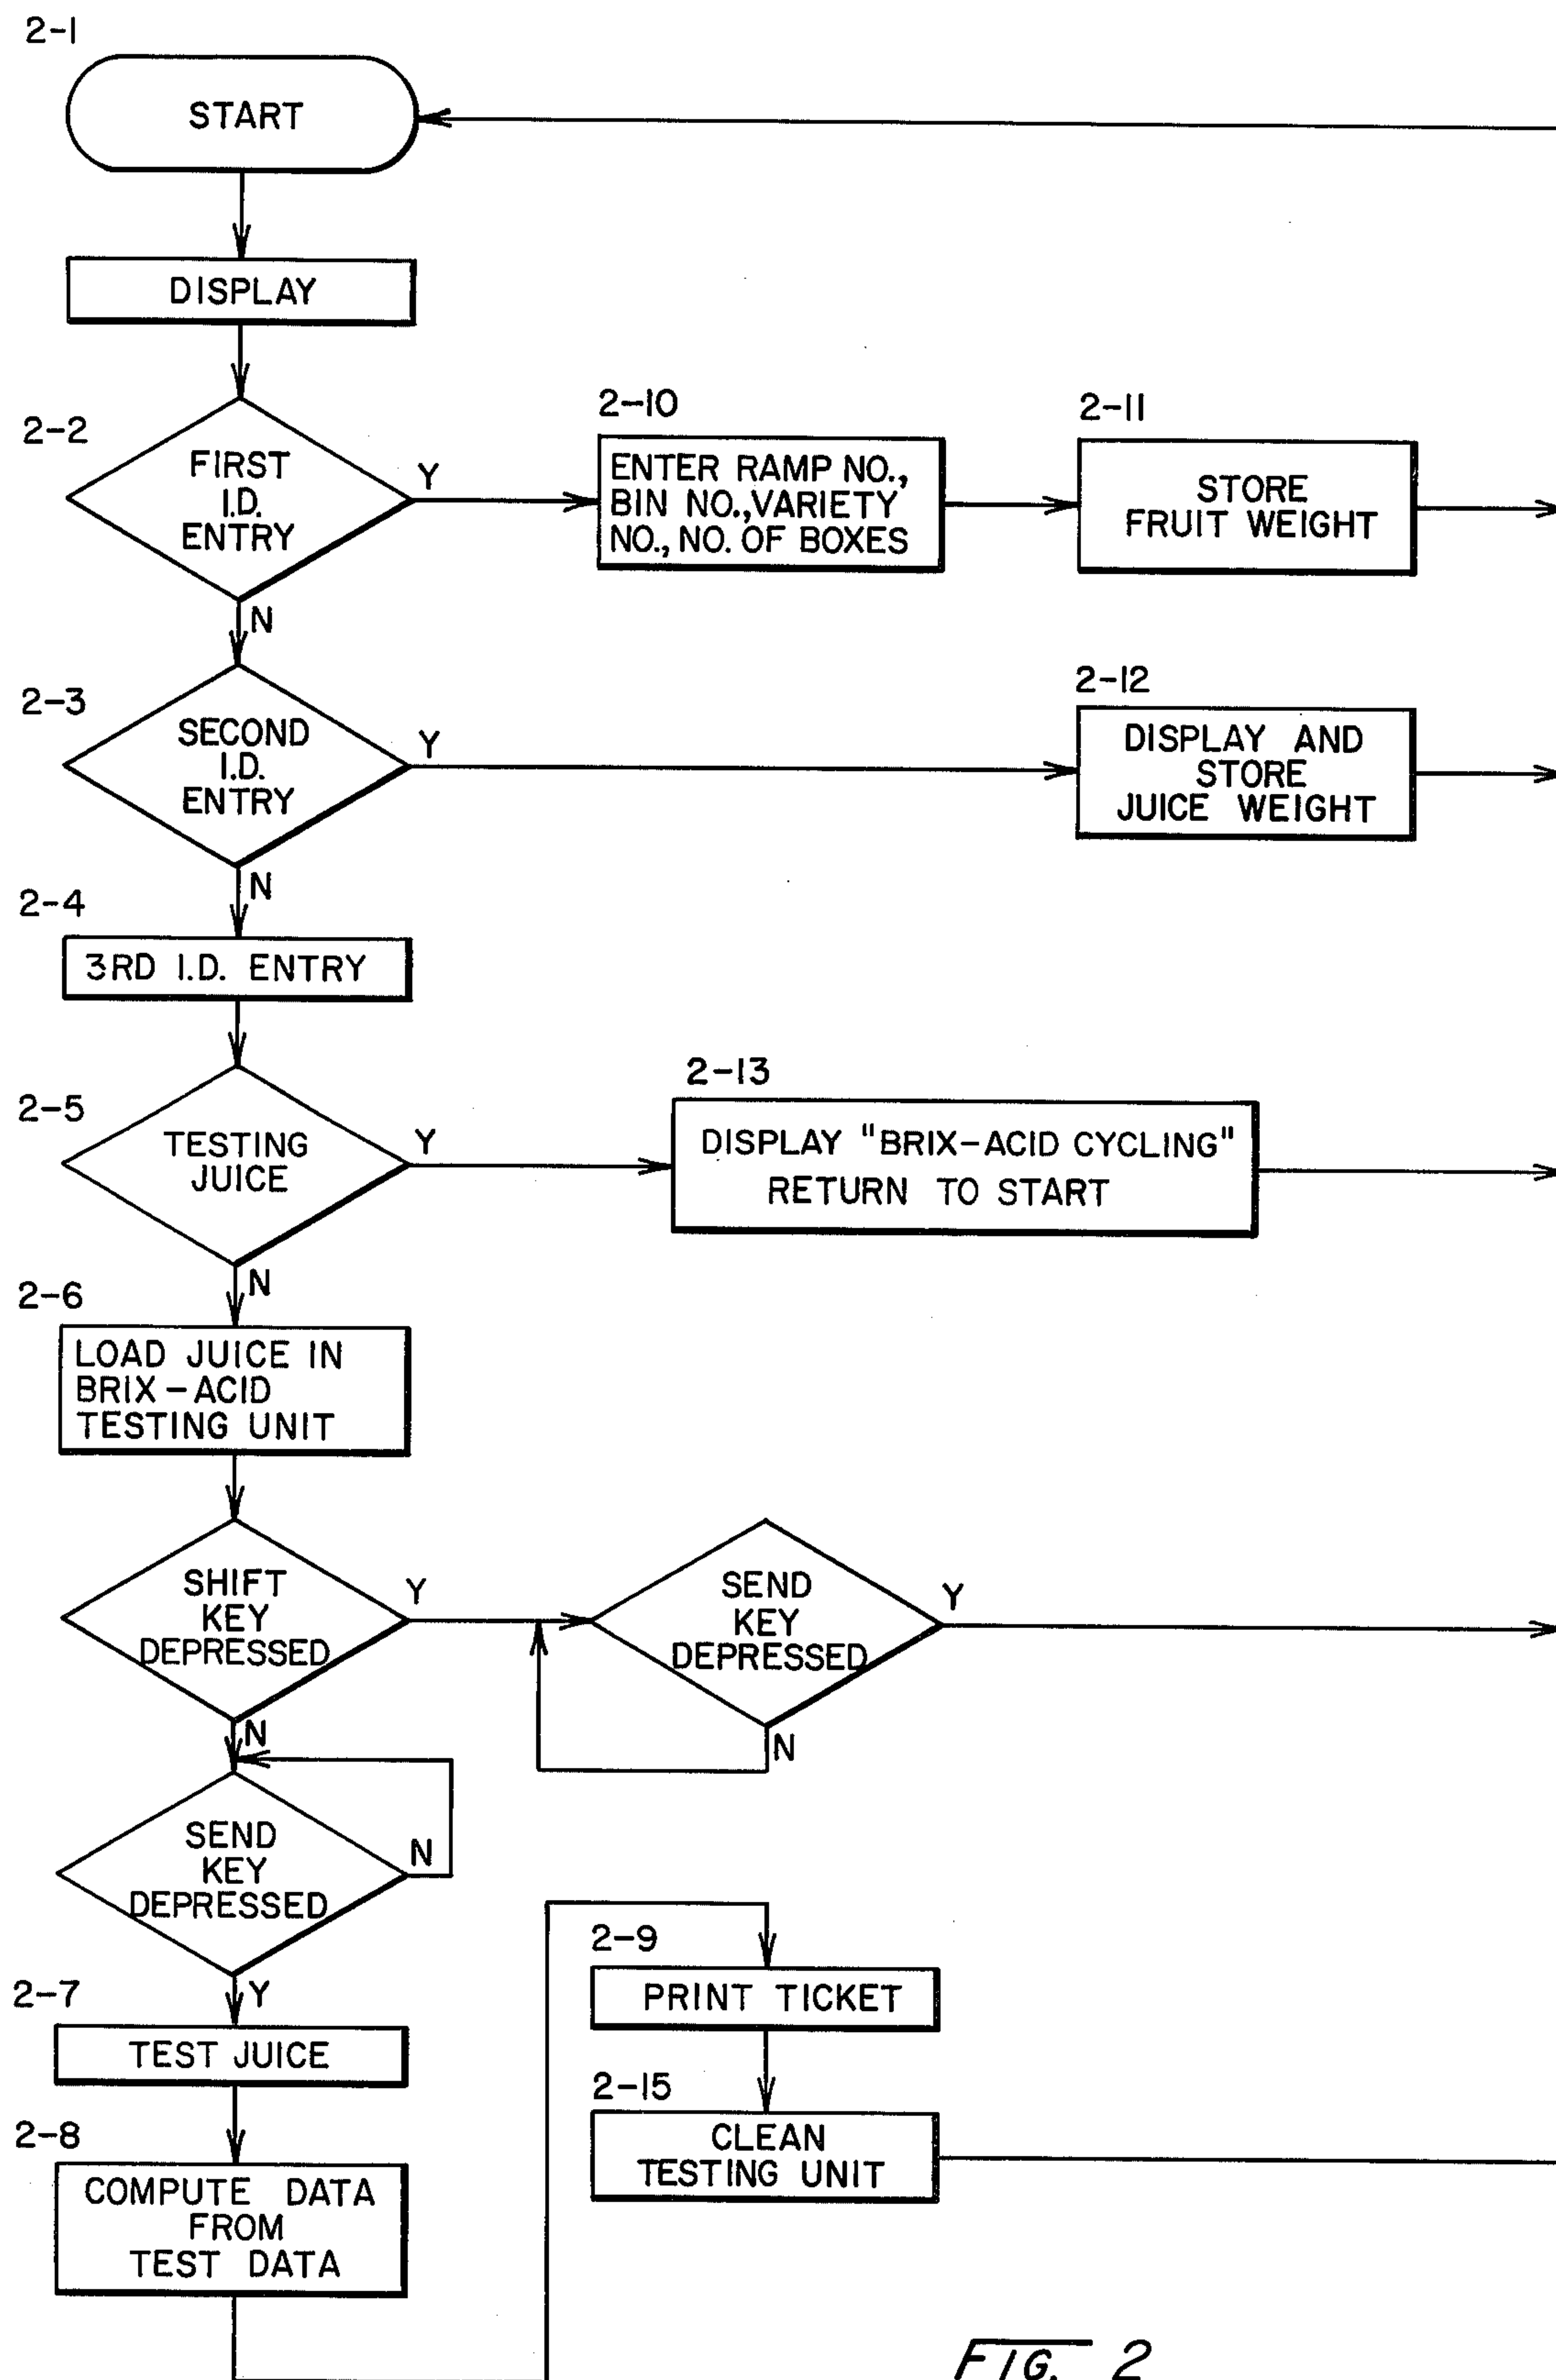 2-1
START
DISPLAY
2-2
FIRST
I.D.
ENTRY
Y
N
2-10
ENTER RAMP NO.,
BIN NO.,VARIETY
NO., NO. OF BOXES
2-11
STORE
FRUIT WEIGHT
2-3
SECOND
I.D.
ENTRY
Y
N
2-12
DISPLAY AND
STORE
JUICE WEIGHT
2-4
3RD I.D. ENTRY
2-5
TESTING
JUICE
Y
N
2-13
DISPLAY "BRIX-ACID CYCLING"
RETURN TO START
2-6
LOAD JUICE IN
BRIX-ACID
TESTING UNIT
SHIFT
KEY
DEPRESSED
Y
N
SEND
KEY
DEPRESSED
Y
N
SEND
KEY
DEPRESSED
N
Y
2-7
TEST JUICE
2-8
COMPUTE DATA
FROM
TEST DATA
2-9
PRINT TICKET
2-15
CLEAN
TESTING UNIT
FIG. 2